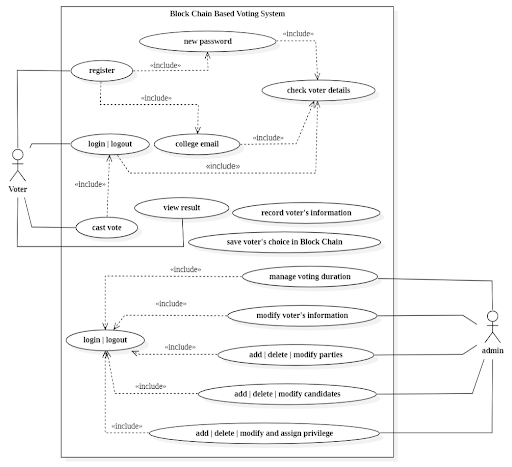 Block Chain Based Voting System
new password
«include»
register
«include»
check voter details
«include»
login | logout
college email
«include»
«include»
Voter
«include»
view result
record voter's information
cast vote
save voter's choice in Block Chain
«include»
manage voting duration
«include»
modify voter's information
login | logout
«include»
add | delete | modify parties
admin
«include»
add | delete | modify candidates
«include»
add | delete | modify and assign privilege